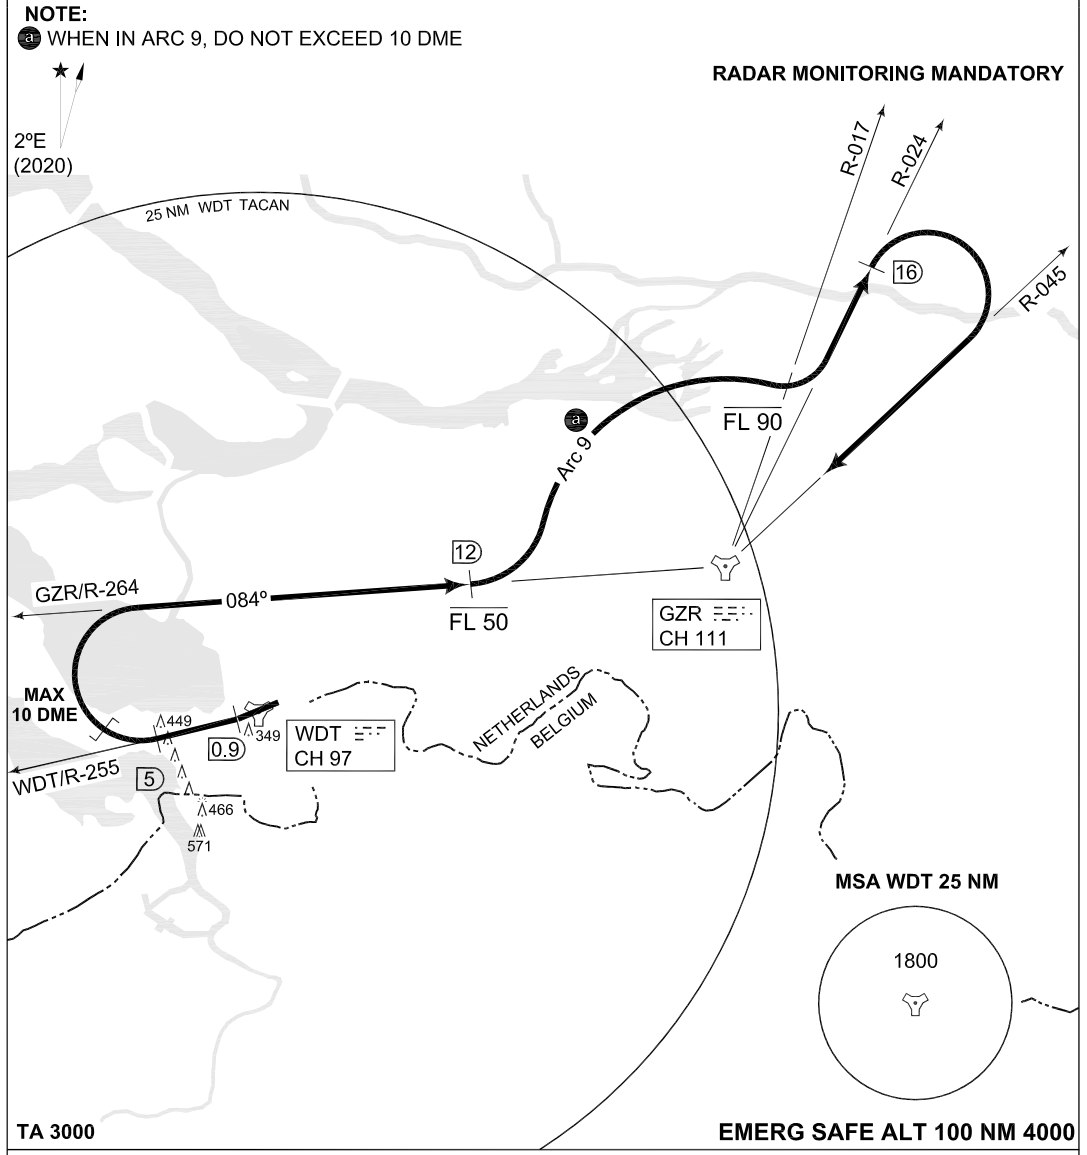 NOTE:
a WHEN IN ARC 9, DO NOT EXCEED 10 DME
RADAR MONITORING MANDATORY
2ºE
(2020)
R-017
R-024
25 NM WDT TACAN
16
R-045
a
FL 90
Arc 9
12
GZR/R-264
084º
FL 50
GZR
CH 111
MAX
10 DME
449
349
0.9
WDT
CH 97
NETHERLANDS
BELGIUM
WDT/R-255
5
466
571
MSA WDT 25 NM
1800
TA 3000
EMERG SAFE ALT 100 NM 4000